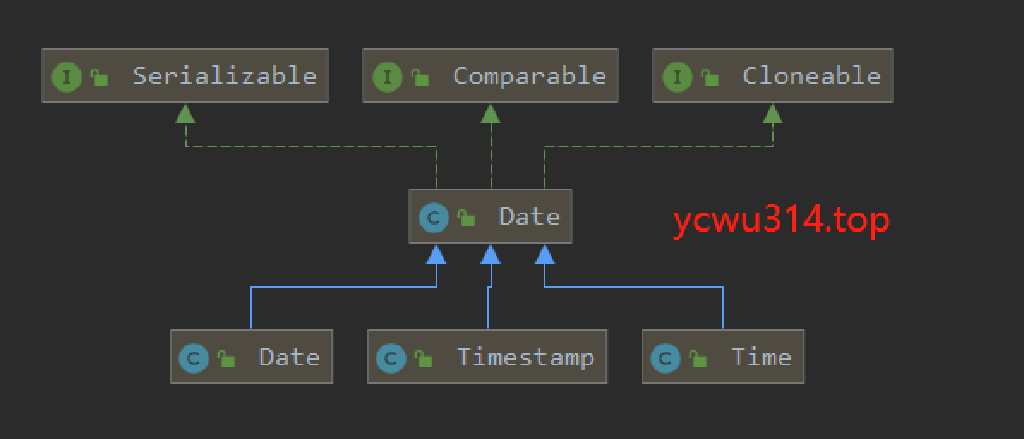 I Serializable
I Comparable
I Cloneable
C Date
ycwu314.top
C Date
C Timestamp
C Time